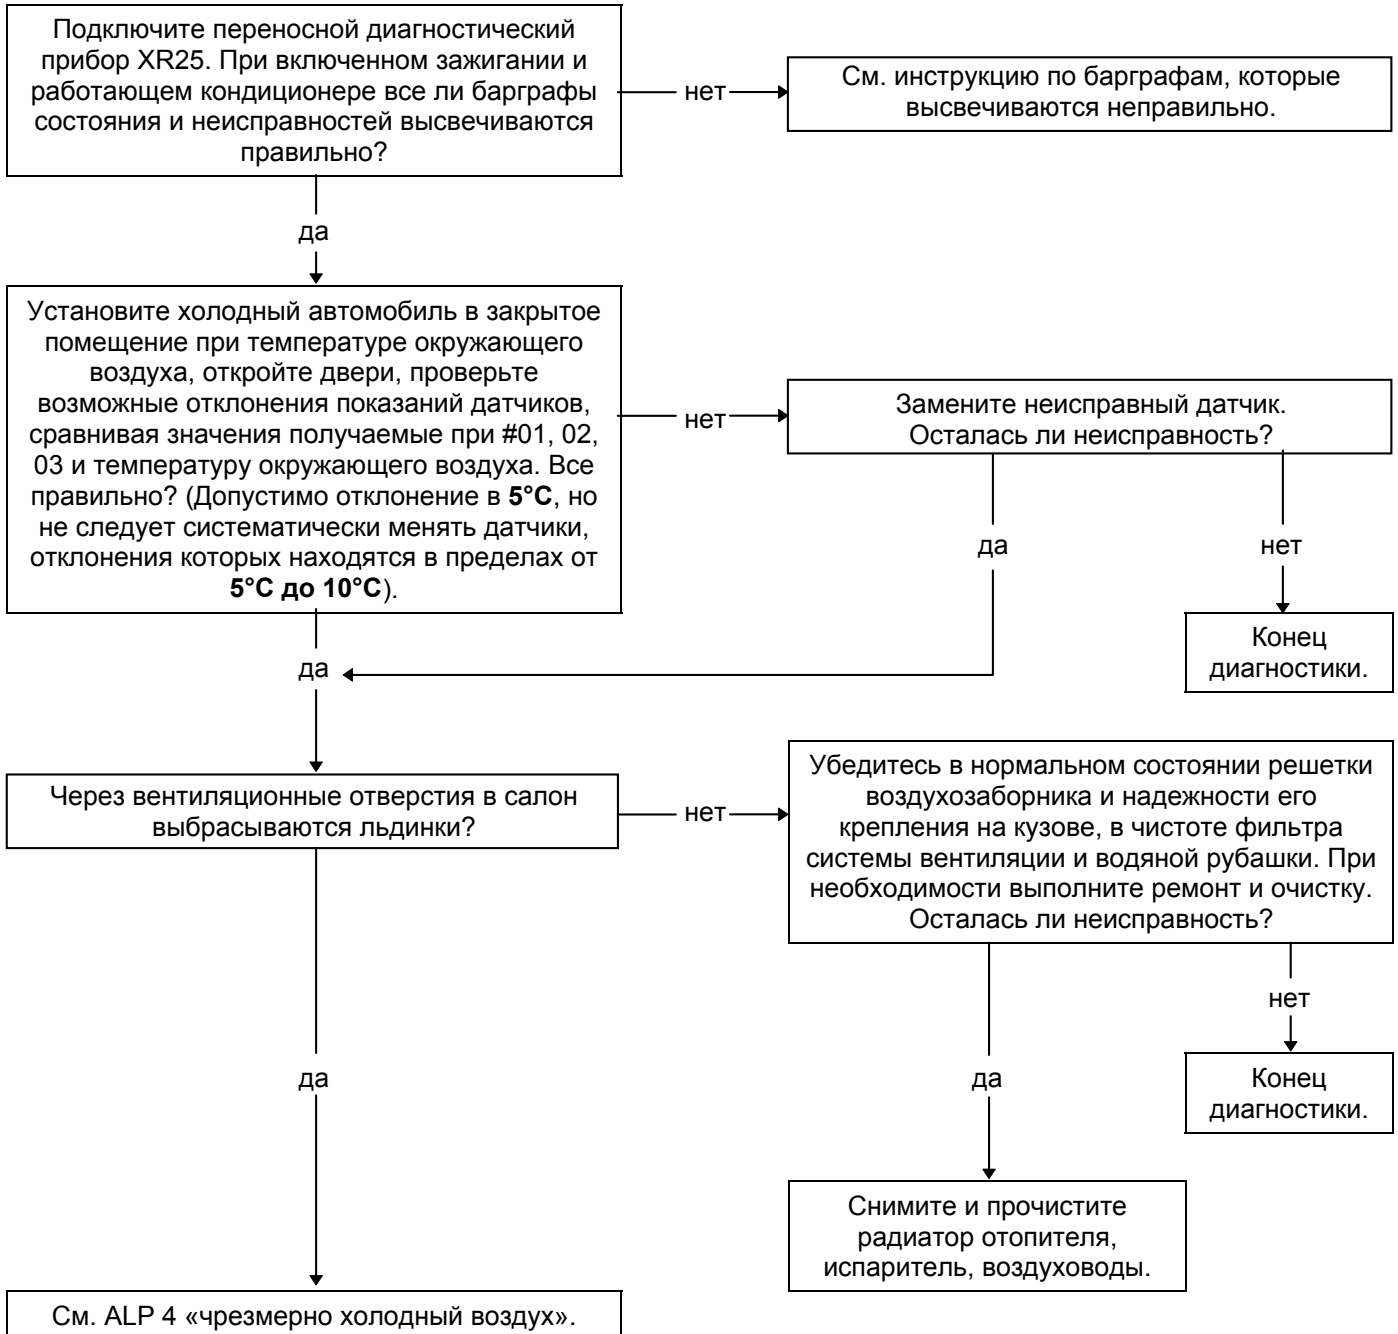 Подключите переносной диагностический
прибор XR25. При включенном зажигании и
работающем кондиционере все ли барграфы
состояния и неисправностей высвечиваются
правильно?
нет
См. инструкцию по барграфам, которые
высвечиваются неправильно.
да
Установите холодный автомобиль в закрытое
помещение при температуре окружающего
воздуха, откройте двери, проверьте
возможные отклонения показаний датчиков,
сравнивая значения получаемые при #01, 02,
03 и температуру окружающего воздуха. Все
правильно? (Допустимо отклонение в 5°C, но
не следует систематически менять датчики,
отклонения которых находятся в пределах от
5°C до 10°C).
нет
Замените неисправный датчик.
Осталась ли неисправность?
да
нет
Конец
диагностики.
да
Через вентиляционные отверстия в салон
выбрасываются льдинки?
нет
Убедитесь в нормальном состоянии решетки
воздухозаборника и надежности его
крепления на кузове, в чистоте фильтра
системы вентиляции и водяной рубашки. При
необходимости выполните ремонт и очистку.
Осталась ли неисправность?
нет
да
Конец
диагностики.
да
Снимите и прочистите
радиатор отопителя,
испаритель, воздуховоды.
См. ALP 4 «чрезмерно холодный воздух».